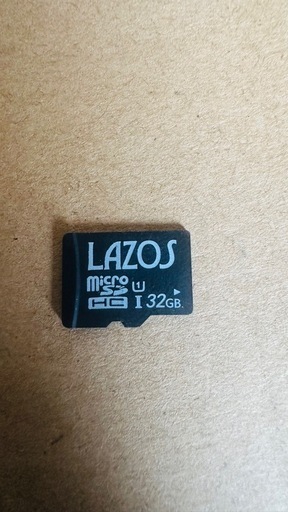 LAZOS
micro SD HC U1 I 32GB